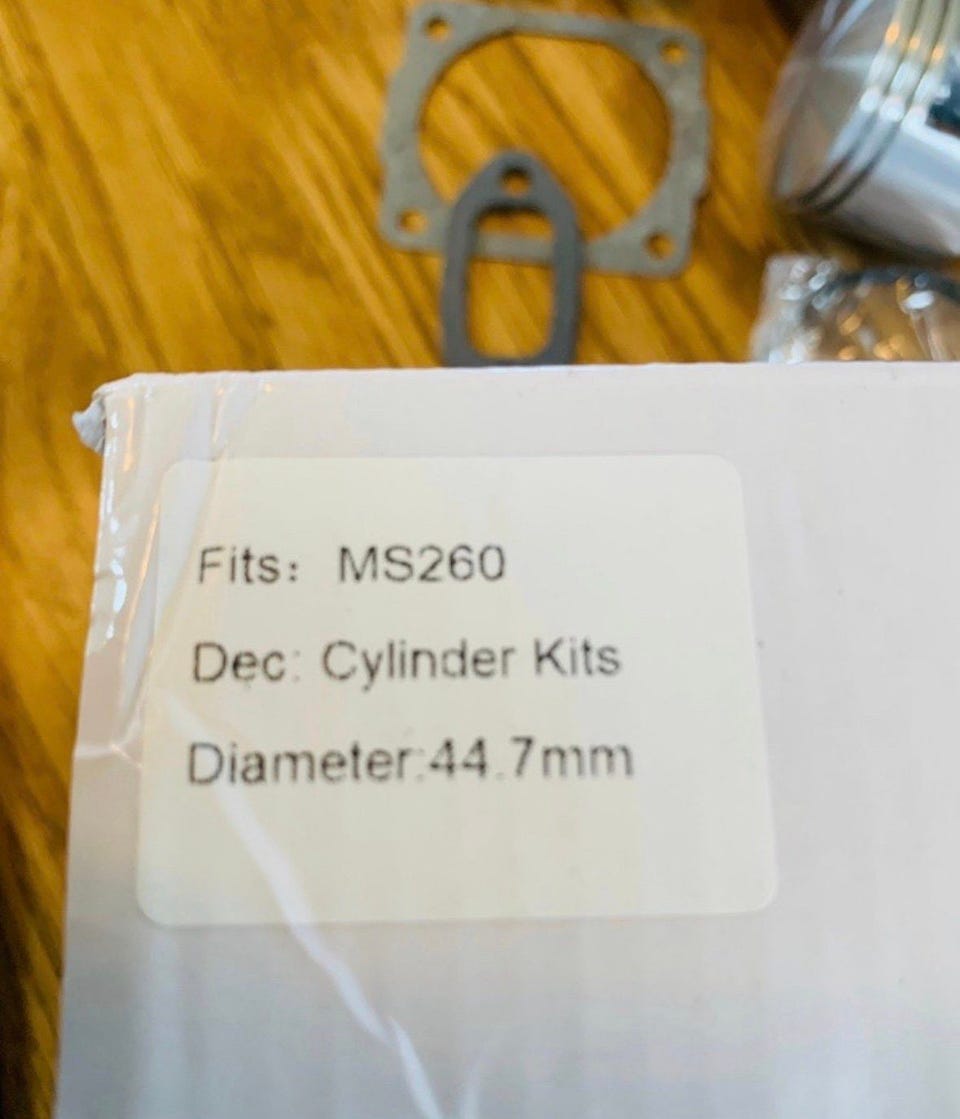 Fits: MS260
Dec: Cylinder Kits
Diameter:44.7mm